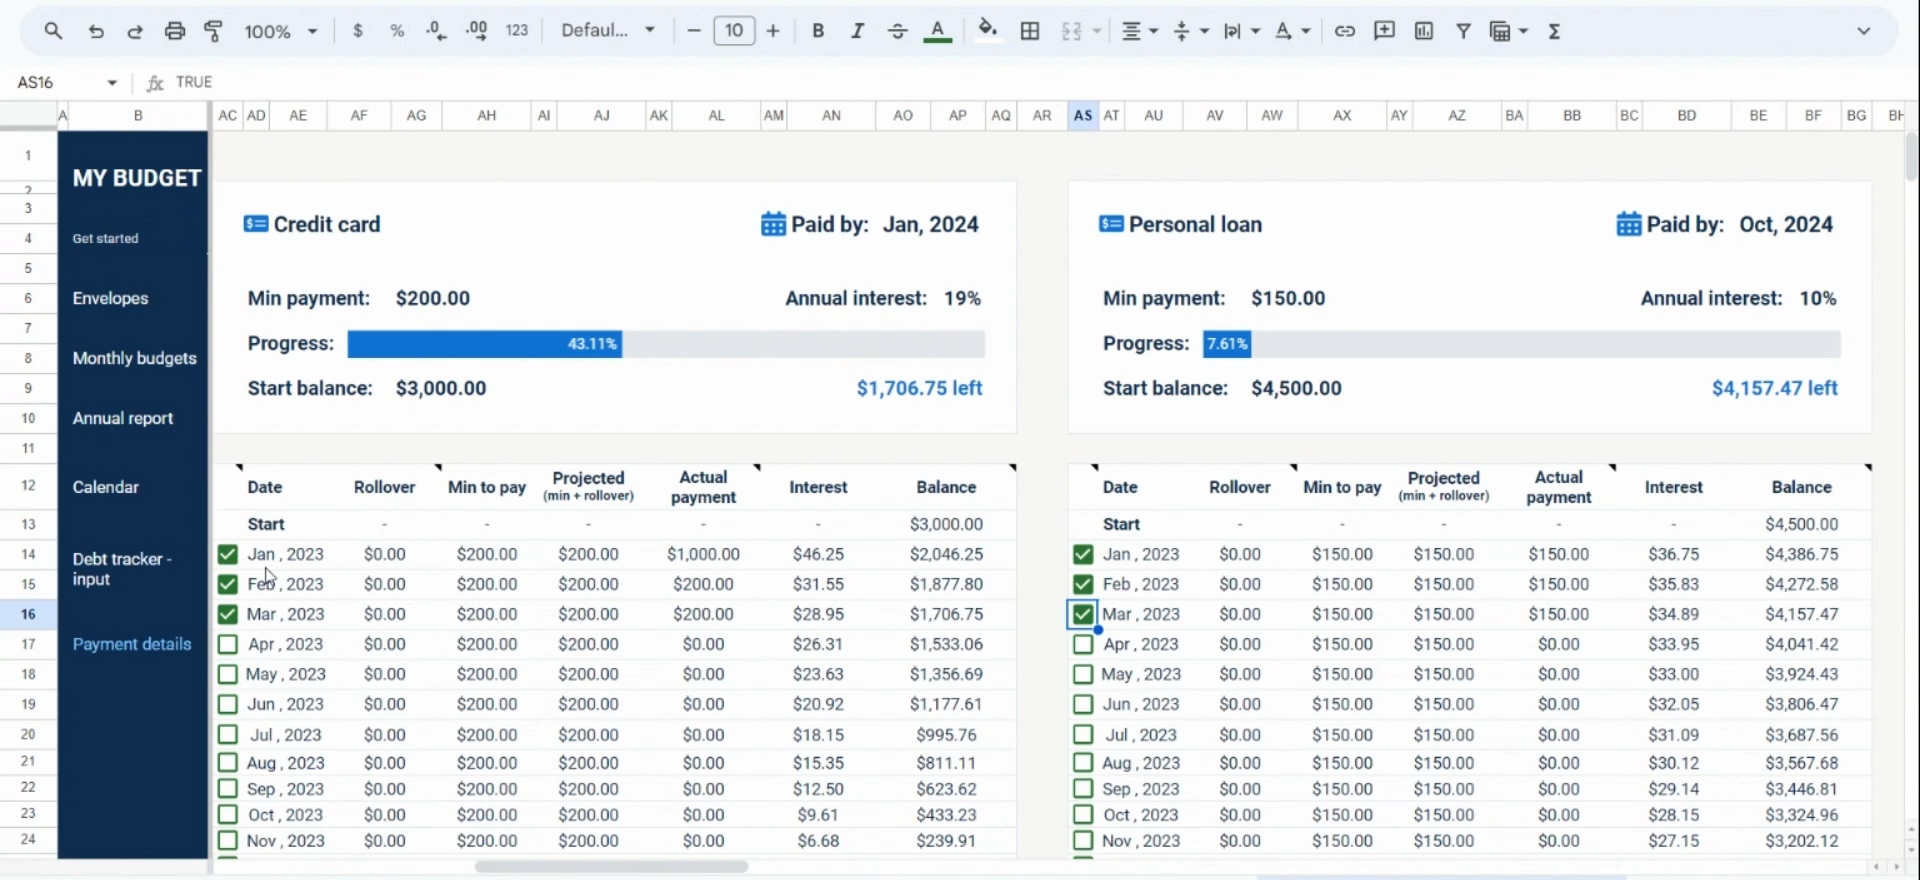 100% $ % .0 .00 123 Defaul... 10 B I S A Σ
AS16 fx TRUE
A B AC AD AE AF AG AH AI AJ AK AL AM AN AO AP AQ AR AS AT AU AV AW AX AY AZ BA BB BC BD BE BF BG BH
1
2
3
4
5
6
7
8
9
10
11
12
13
14
15
16
17
18
19
20
21
22
23
24
MY BUDGET
Get started
Envelopes
Monthly budgets
Annual report
Calendar
Debt tracker -
input
Payment details
Credit card Paid by: Jan, 2024
Min payment: $200.00 Annual interest: 19%
Progress: 43.11%
Start balance: $3,000.00 $1,706.75 left
Date Rollover Min to pay Projected (min + rollover) Actual payment Interest Balance
Start - - - - - $3,000.00
Jan , 2023 $0.00 $200.00 $200.00 $1,000.00 $46.25 $2,046.25
Feb , 2023 $0.00 $200.00 $200.00 $200.00 $31.55 $1,877.80
Mar , 2023 $0.00 $200.00 $200.00 $200.00 $28.95 $1,706.75
Apr , 2023 $0.00 $200.00 $200.00 $0.00 $26.31 $1,533.06
May , 2023 $0.00 $200.00 $200.00 $0.00 $23.63 $1,356.69
Jun , 2023 $0.00 $200.00 $200.00 $0.00 $20.92 $1,177.61
Jul , 2023 $0.00 $200.00 $200.00 $0.00 $18.15 $995.76
Aug , 2023 $0.00 $200.00 $200.00 $0.00 $15.35 $811.11
Sep , 2023 $0.00 $200.00 $200.00 $0.00 $12.50 $623.62
Oct , 2023 $0.00 $200.00 $200.00 $0.00 $9.61 $433.23
Nov , 2023 $0.00 $200.00 $200.00 $0.00 $6.68 $239.91
Personal loan Paid by: Oct, 2024
Min payment: $150.00 Annual interest: 10%
Progress: 7.61%
Start balance: $4,500.00 $4,157.47 left
Date Rollover Min to pay Projected (min + rollover) Actual payment Interest Balance
Start - - - - - $4,500.00
Jan , 2023 $0.00 $150.00 $150.00 $150.00 $36.75 $4,386.75
Feb , 2023 $0.00 $150.00 $150.00 $150.00 $35.83 $4,272.58
Mar , 2023 $0.00 $150.00 $150.00 $150.00 $34.89 $4,157.47
Apr , 2023 $0.00 $150.00 $150.00 $0.00 $33.95 $4,041.42
May , 2023 $0.00 $150.00 $150.00 $0.00 $33.00 $3,924.43
Jun , 2023 $0.00 $150.00 $150.00 $0.00 $32.05 $3,806.47
Jul , 2023 $0.00 $150.00 $150.00 $0.00 $31.09 $3,687.56
Aug , 2023 $0.00 $150.00 $150.00 $0.00 $30.12 $3,567.68
Sep , 2023 $0.00 $150.00 $150.00 $0.00 $29.14 $3,446.81
Oct , 2023 $0.00 $150.00 $150.00 $0.00 $28.15 $3,324.96
Nov , 2023 $0.00 $150.00 $150.00 $0.00 $27.15 $3,202.12